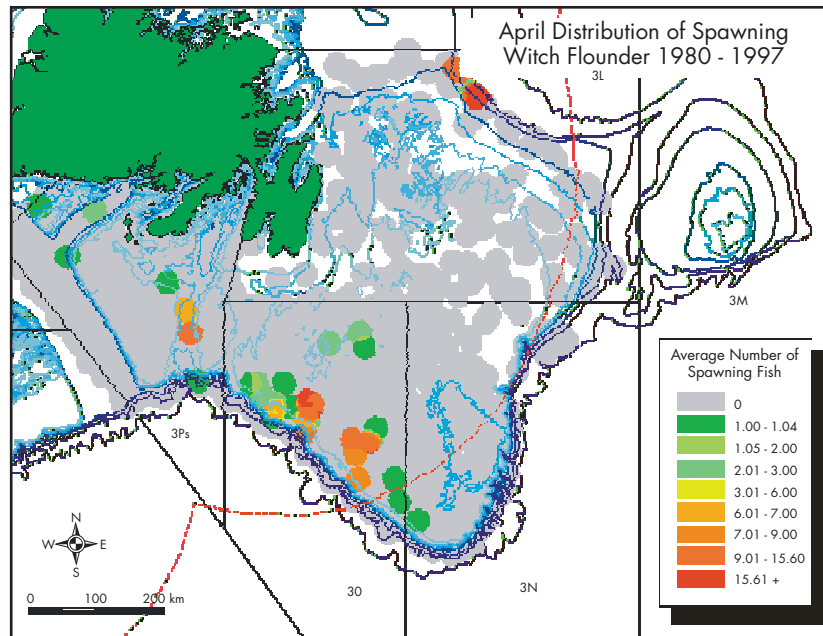 April Distribution of Spawning
Witch Flounder 1980 - 1997
3L
3M
Average Number of
Spawning Fish
0
1.00 - 1.04
1.05 - 2.00
2.01 - 3.00
3.01 - 6.00
6.01 - 7.00
7.01 - 9.00
9.01 - 15.60
15.61 +
3Ps
N
W E
S
0 100 200 km
30
3N